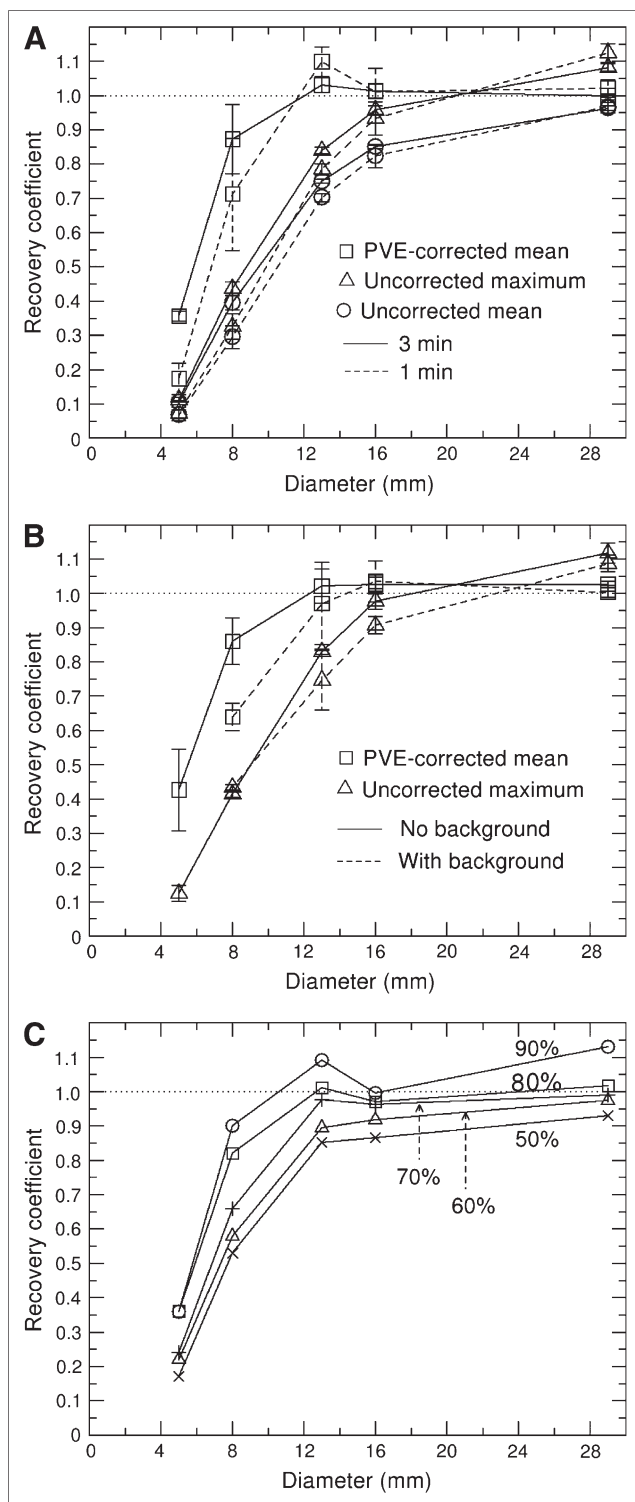 A
1.1
1.0
0.9
0.8
0.7
0.6
0.5
0.4
0.3
0.2
0.1
0
Recovery coefficient
PVE-corrected mean
Uncorrected maximum
Uncorrected mean
3 min
1 min
0 4 8 12 16 20 24 28
Diameter (mm)
B
1.1
1.0
0.9
0.8
0.7
0.6
0.5
0.4
0.3
0.2
0.1
0
Recovery coefficient
PVE-corrected mean
Uncorrected maximum
No background
With background
0 4 8 12 16 20 24 28
Diameter (mm)
C
1.1
1.0
0.9
0.8
0.7
0.6
0.5
0.4
0.3
0.2
0.1
0
Recovery coefficient
90%
80%
50%
70%
60%
0 4 8 12 16 20 24 28
Diameter (mm)